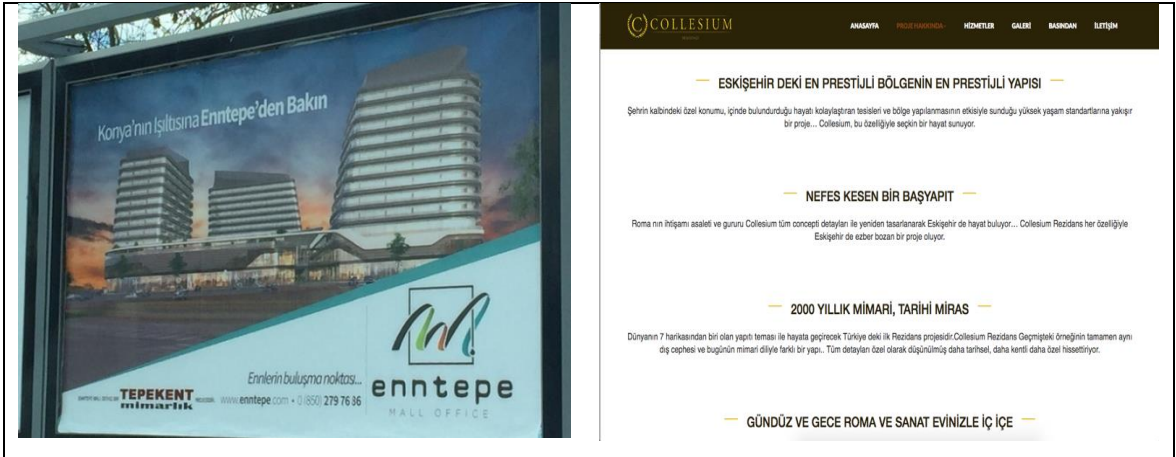 Konya'nın Işıltısına Enntepe'den Bakın
Ennlerin buluşma noktası...
TEPEKENT
mimarlık
www.enntepe.com • 0 (850) 279 76 86
enntepe
MALL OFFICE
COLLESIUM
ANASAYFA PROJE HAKKINDA HİZMETLER GALERİ BASINDAN İLETİŞİM
ESKİŞEHİR DEKİ EN PRESTİJLİ BÖLGENİN EN PRESTİJLİ YAPISI
Şehrin kalbindeki özel konumu, içinde bulundurduğu hayatı kolaylaştıran tesisleri ve bölge yapılanmasının etkisiyle sunduğu yüksek yaşam standartlarına yakışır
bir proje... Collesium, bu özelliğiyle seçkin bir hayat sunuyor.
NEFES KESEN BİR BAŞYAPIT
Roma nın ihtişamı asaleti ve gururu Collesium tüm concepti detayları ile yeniden tasarlanarak Eskişehir de hayat buluyor... Collesium Rezidans her özelliğiyle
Eskişehir de ezber bozan bir proje oluyor.
2000 YILLIK MİMARİ, TARİHİ MİRAS
Dünyanın 7 harikasından biri olan yapıtı teması ile hayata geçirecek Türkiye deki ilk Rezidans projesidir.Collesium Rezidans Geçmişteki örneğinin tamamen aynı
dış cephesi ve bugünün mimari diliyle farklı bir yapı.. Tüm detayları özel olarak düşünülmüş daha tarihsel, daha kentli daha özel hissettiriyor.
GÜNDÜZ VE GECE ROMA VE SANAT EVİNİZLE İÇ İÇE